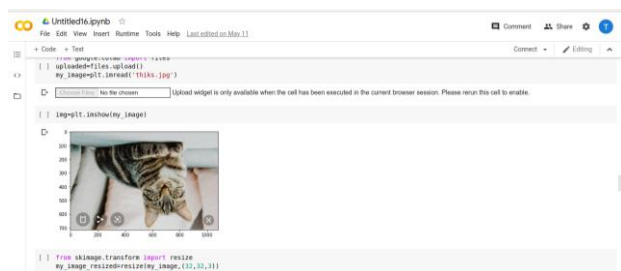 Untitled16.ipynb
File Edit View Insert Runtime Tools Help Last edited on May 11
Comment Share T
+ Code + Text
Connect Editing
from google.colab import files
[ ] uploaded=files.upload()
my_image=plt.imread('thiks.jpg')
Choose Files No file chosen Upload widget is only available when the cell has been executed in the current browser session. Please rerun this cell to enable.
[ ] img=plt.imshow(my_image)
0
100
200
300
400
500
600
700
0 200 400 600 800 1000
[ ] from skimage.transform import resize
my_image_resized=resize(my_image,(32,32,3))